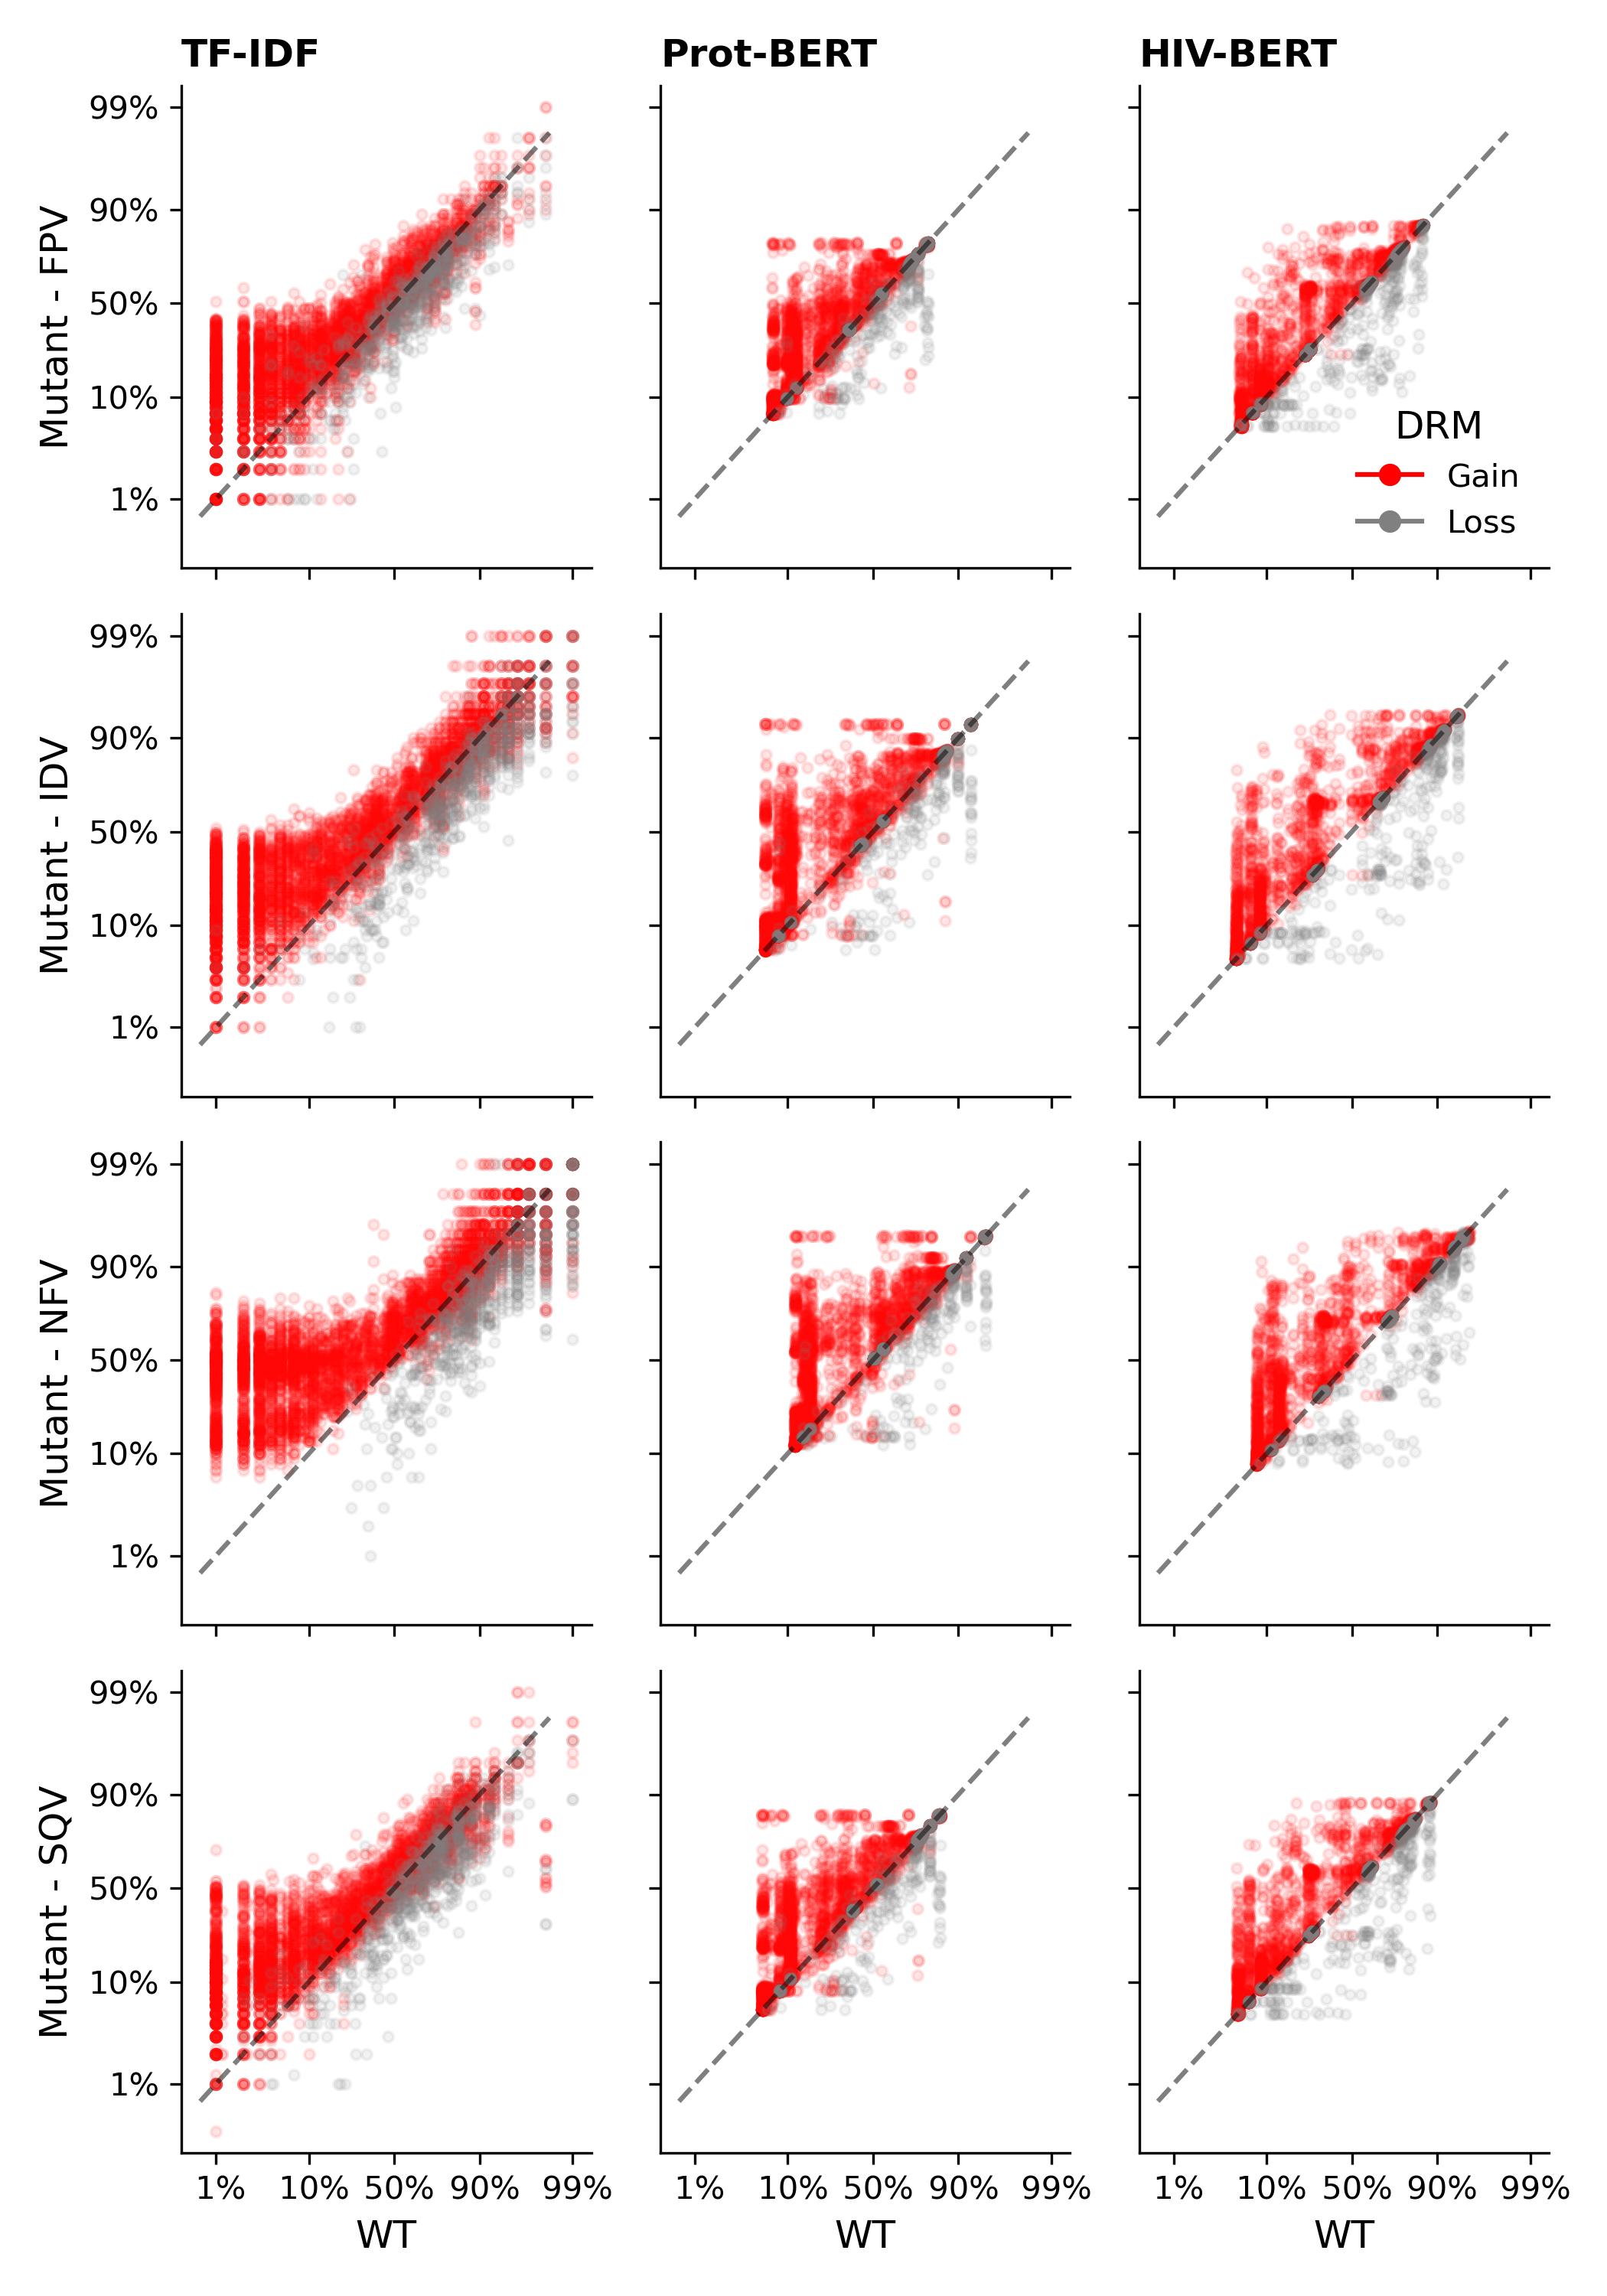 TF-IDF Prot-BERT HIV-BERT
Mutant - FPV
99%
90%
50%
10%
1%
DRM
Gain
Loss
Mutant - IDV
99%
90%
50%
10%
1%
Mutant - NFV
99%
90%
50%
10%
1%
Mutant - SQV
99%
90%
50%
10%
1%
1% 10% 50% 90% 99% 1% 10% 50% 90% 99% 1% 10% 50% 90% 99%
WT WT WT